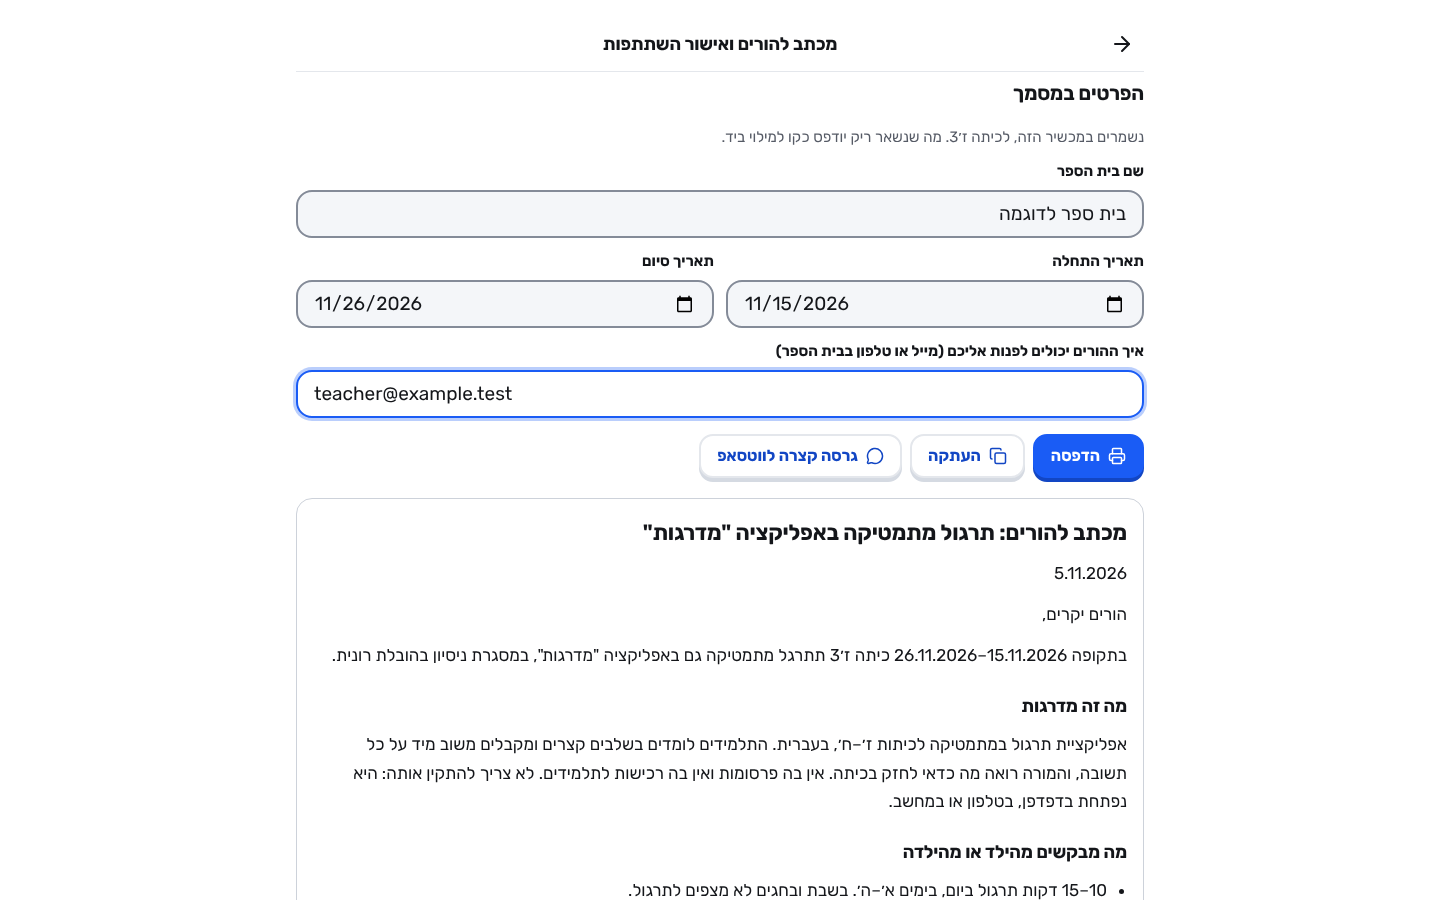 מכתב להורים ואישור השתתפות
הפרטים במסמך
נשמרים במכשיר הזה, לכיתה ז׳3. מה שנשאר ריק יודפס כקו למילוי ביד.
שם בית הספר
בית ספר לדוגמה
תאריך התחלה
11/15/2026
תאריך סיום
11/26/2026
איך ההורים יכולים לפנות אליכם (מייל או טלפון בבית הספר)
teacher@example.test
הדפסה
העתקה
גרסה קצרה לווטסאפ
מכתב להורים: תרגול מתמטיקה באפליקציה "מדרגות"
5.11.2026
הורים יקרים,
בתקופה 15.11.2026–26.11.2026 כיתה ז׳3 תתרגל מתמטיקה גם באפליקציה "מדרגות", במסגרת ניסיון בהובלת רונית.
מה זה מדרגות
אפליקציית תרגול במתמטיקה לכיתות ז׳–ח׳, בעברית. התלמידים לומדים בשלבים קצרים ומקבלים משוב מיד על כל
תשובה, והמורה רואה מה כדאי לחזק בכיתה. אין בה פרסומות ואין בה רכישות לתלמידים. לא צריך להתקין אותה: היא
נפתחת בדפדפן, בטלפון או במחשב.
מה מבקשים מהילד או מהילדה
• 10–15 דקות תרגול ביום, בימים א׳–ה׳. בשבת ובחגים לא מצפים לתרגול.